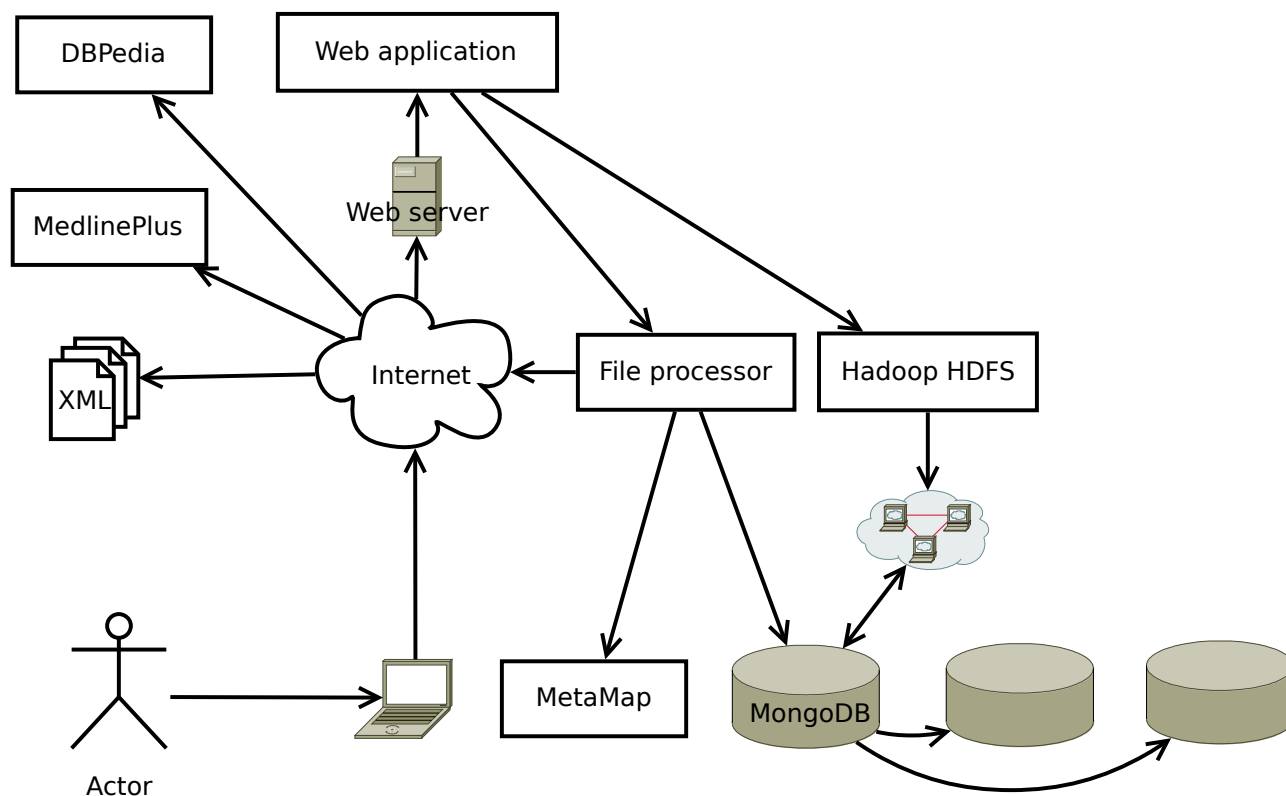 DBPedia
Web application
MedlinePlus
Web server
XML
Internet
File processor
Hadoop HDFS
MetaMap
MongoDB
Actor